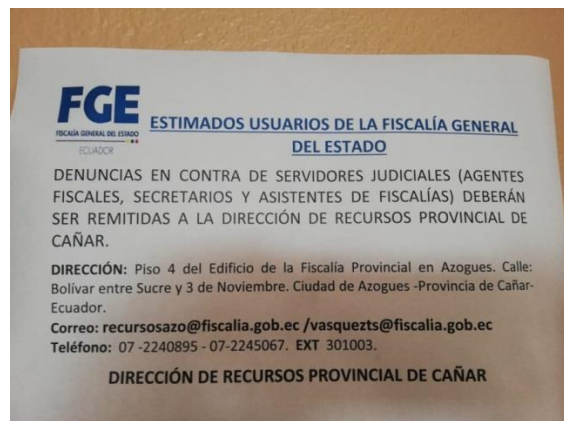 FGE
FISCALÍA GENERAL DEL ESTADO
ECUADOR
ESTIMADOS USUARIOS DE LA FISCALÍA GENERAL
DEL ESTADO
DENUNCIAS EN CONTRA DE SERVIDORES JUDICIALES (AGENTES
FISCALES, SECRETARIOS Y ASISTENTES DE FISCALÍAS) DEBERÁN
SER REMITIDAS A LA DIRECCIÓN DE RECURSOS PROVINCIAL DE
CAÑAR.
DIRECCIÓN: Piso 4 del Edificio de la Fiscalía Provincial en Azogues. Calle:
Bolívar entre Sucre y 3 de Noviembre. Ciudad de Azogues -Provincia de Cañar-
Ecuador.
Correo: recursosazo@fiscalia.gob.ec /vasquezts@fiscalia.gob.ec
Teléfono: 07 -2240895 - 07-2245067. EXT 301003.
DIRECCIÓN DE RECURSOS PROVINCIAL DE CAÑAR